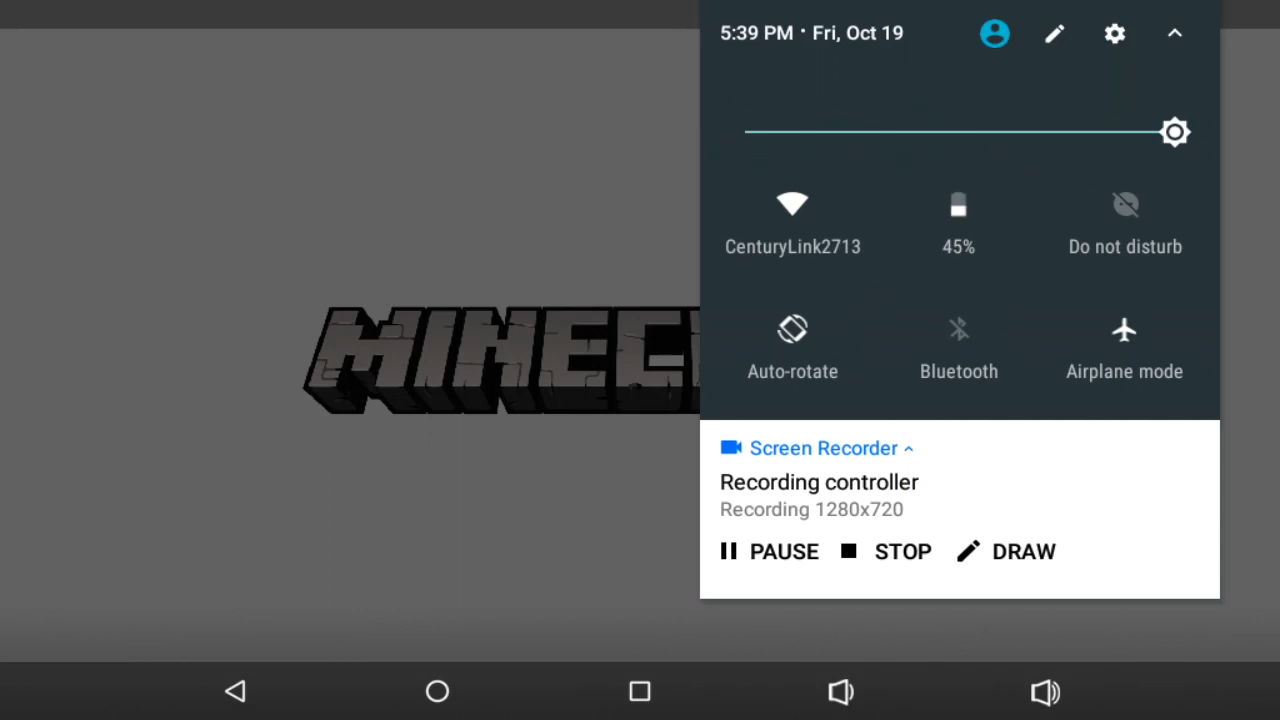 5:39 PM • Fri, Oct 19
CenturyLink2713
45%
Do not disturb
Auto-rotate
Bluetooth
Airplane mode
MINEC
Screen Recorder
Recording controller
Recording 1280x720
PAUSE
STOP
DRAW